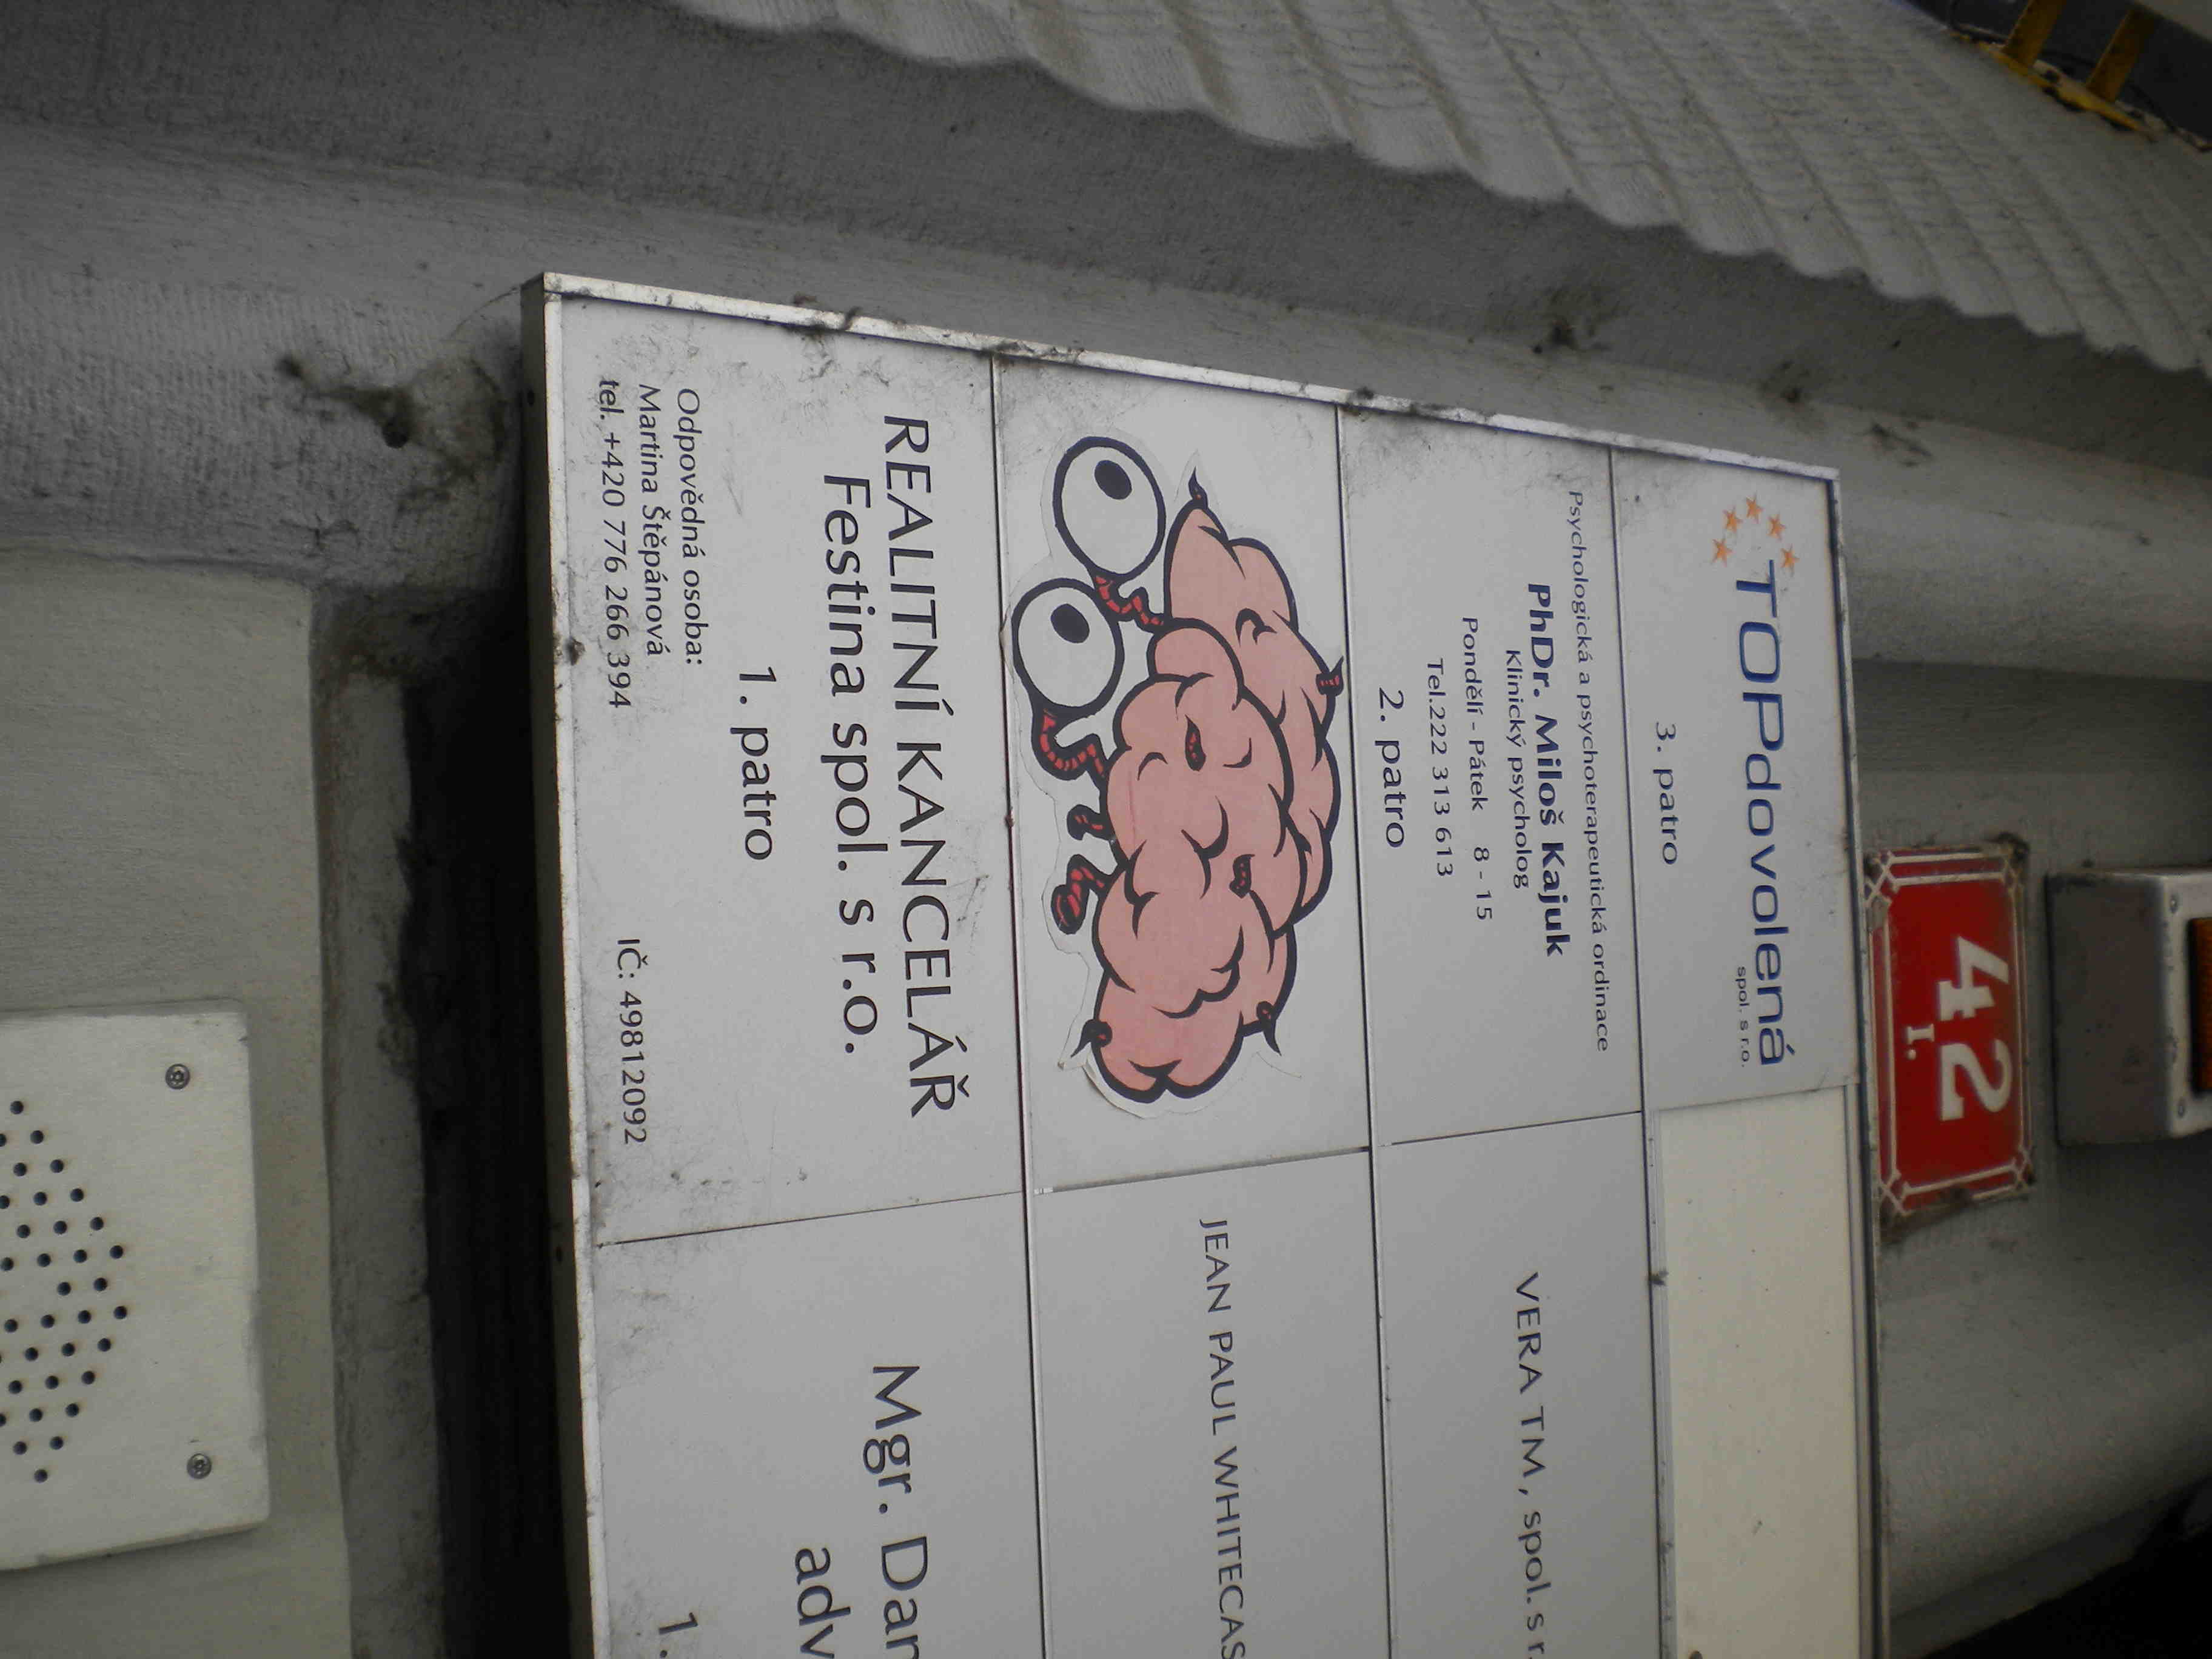 42
I.
TOPdovolená
spol. s r.o.
3. patro
Psychologická a psychoterapeutická ordinace
PhDr. Miloš Kajuk
Klinický psycholog
Pondělí - Pátek 8 - 15
Tel.222 313 613
2. patro
VERA TM, spol. s r.
JEAN PAUL WHITECAS
REALITNÍ KANCELÁŘ
Festina spol. s r.o.
1. patro
Odpovědná osoba:
Martina Štěpánová
tel. +420 776 266 394
IČ: 49812092
Mgr. Dan
adv
1.